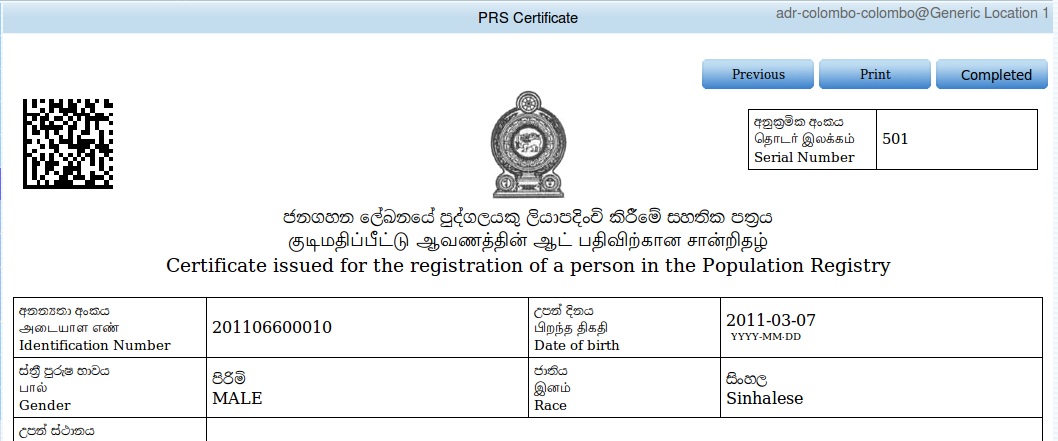 PRS Certificate
adr-colombo-colombo@Generic Location 1
Previous
Print
Completed
අනුක්‍රමික අංකය
தொடர் இலக்கம்
Serial Number
501
ජනගහන ලේඛනයේ පුද්ගලයකු ලියාපදිංචි කිරීමේ සහතික පත්‍රය
குடிமதிப்பீட்டு ஆவணத்தின் ஆட் பதிவிற்கான சான்றிதழ்
Certificate issued for the registration of a person in the Population Registry
අනන්‍යතා අංකය
அடையாள எண்
Identification Number
201106600010
උපන් දිනය
பிறந்த திகதி
Date of birth
2011-03-07
YYYY-MM-DD
ස්ත්‍රී පුරුෂ භාවය
பால்
Gender
පිරිමි
MALE
ජාතිය
இனம்
Race
සිංහල
Sinhalese
උපන් ස්ථානය